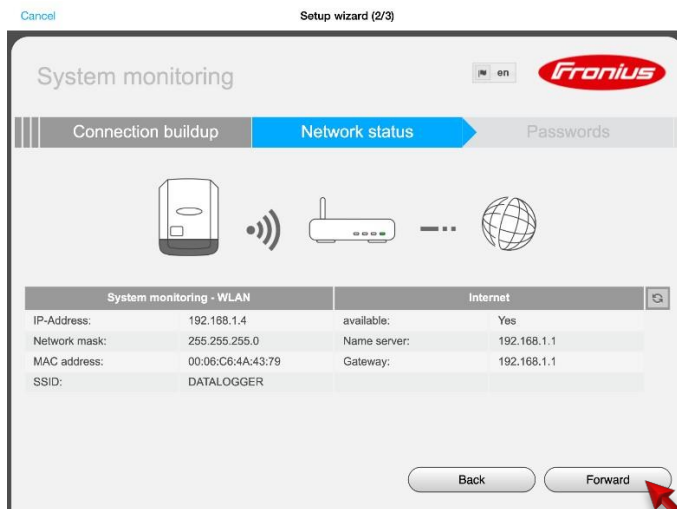 Cancel Setup wizard (2/3)
System monitoring en Fronius
Connection buildup Network status Passwords
System monitoring - WLAN Internet
IP-Address: 192.168.1.4 available: Yes
Network mask: 255.255.255.0 Name server: 192.168.1.1
MAC address: 00:06:C6:4A:43:79 Gateway: 192.168.1.1
SSID: DATALOGGER
Back Forward